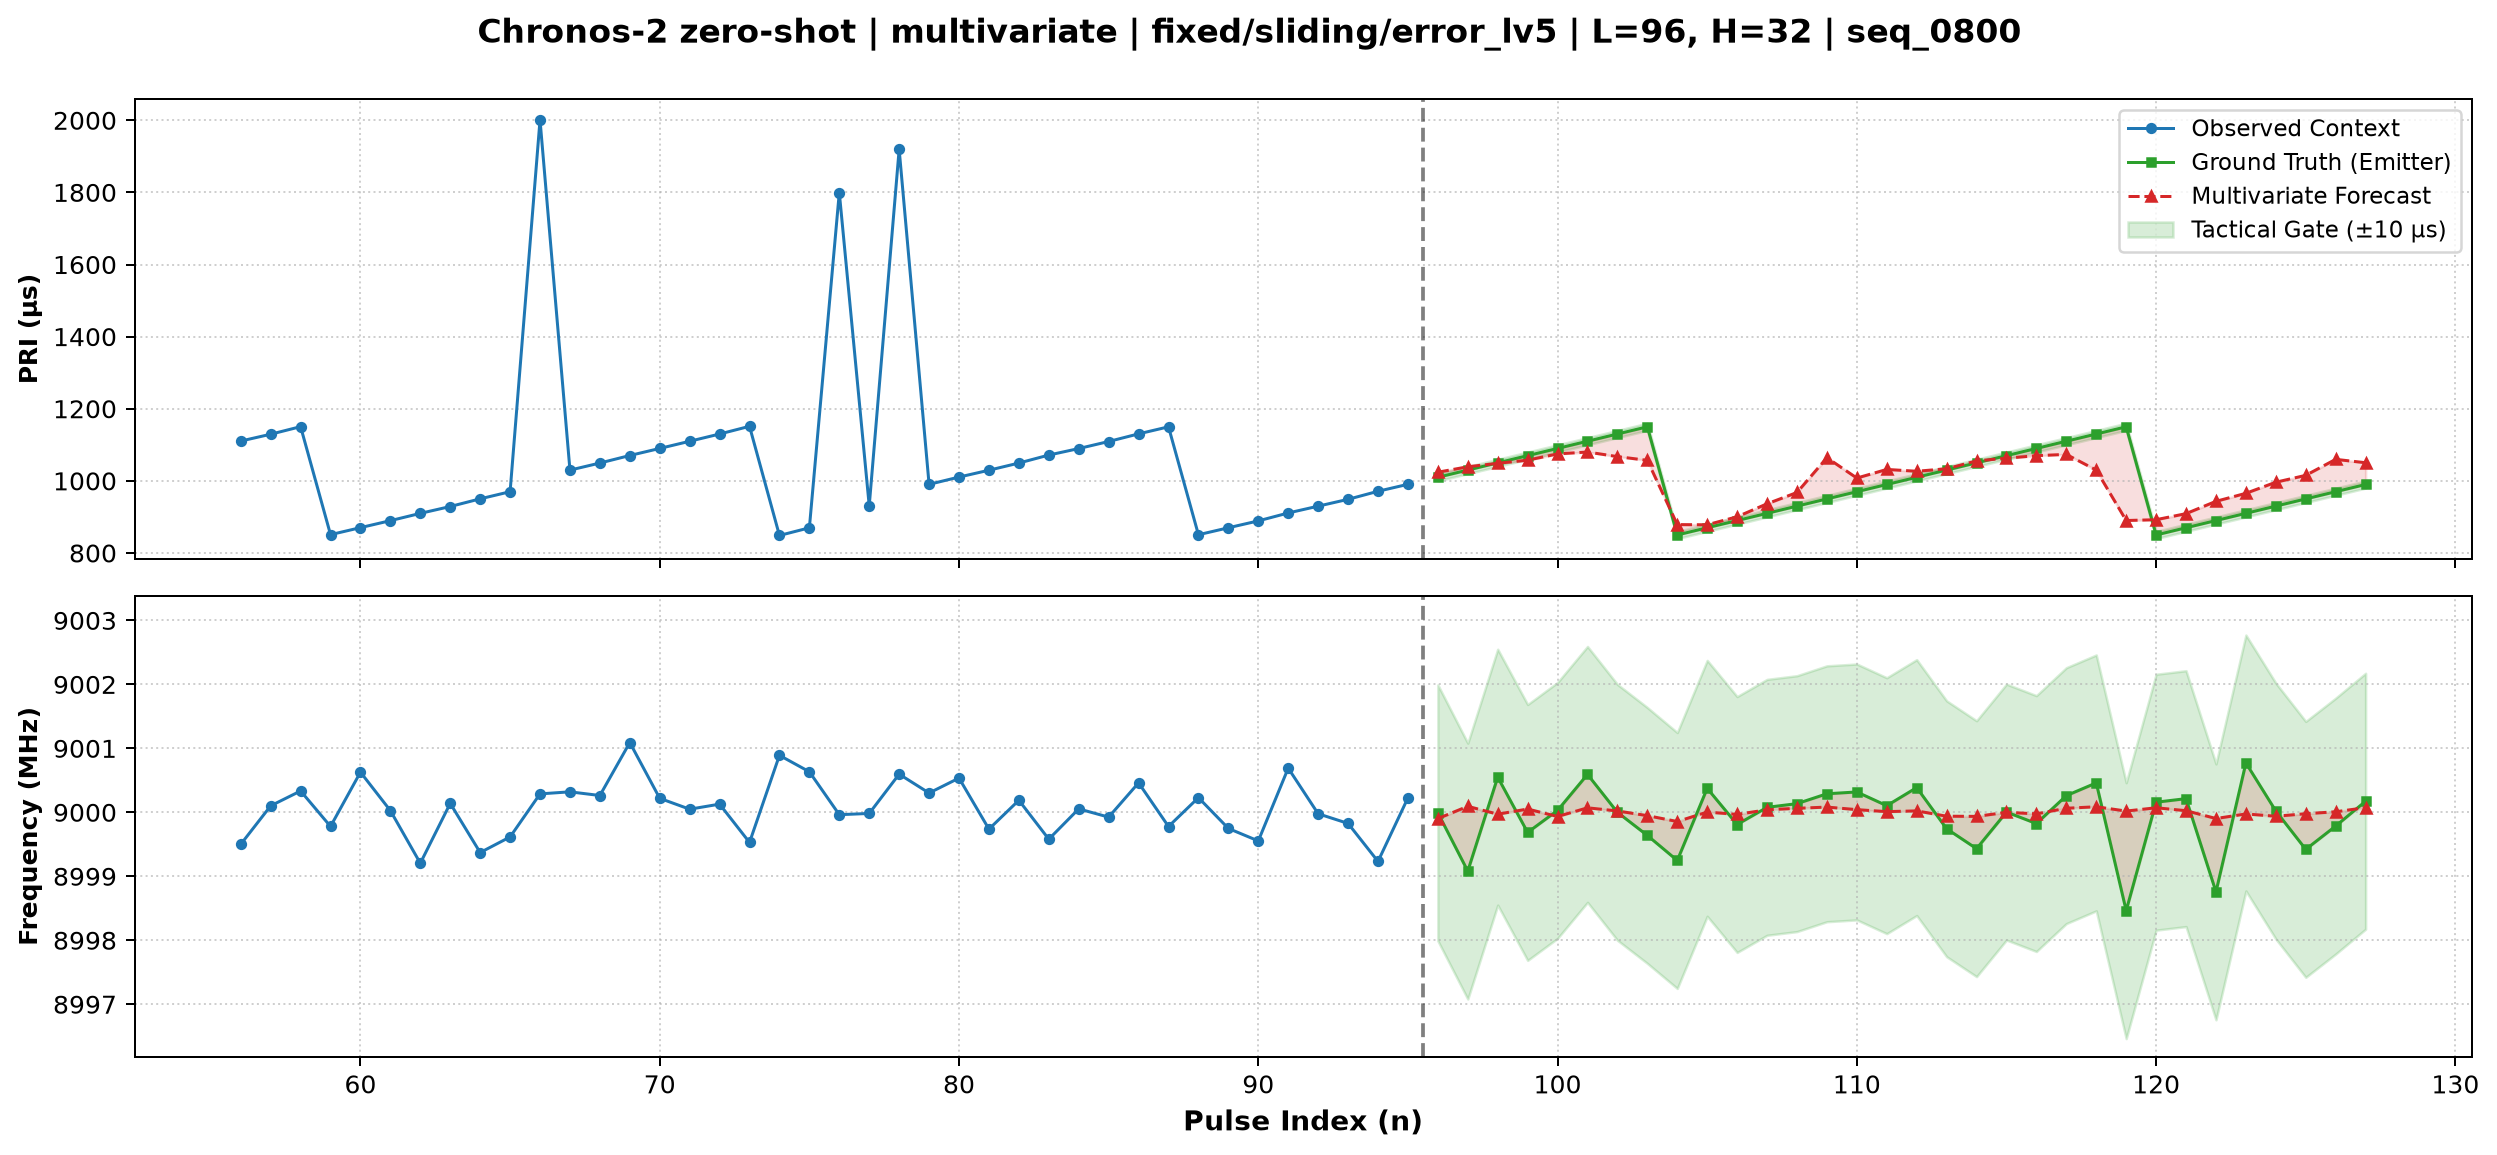 Chronos-2 zero-shot | multivariate | fixed/sliding/error_lv5 | L=96, H=32 | seq_0800
2000
1800
1600
1400
1200
1000
800
PRI (µs)
Observed Context
Ground Truth (Emitter)
Multivariate Forecast
Tactical Gate (±10 µs)
9003
9002
9001
9000
8999
8998
8997
Frequency (MHz)
60
70
80
90
100
110
120
130
Pulse Index (n)